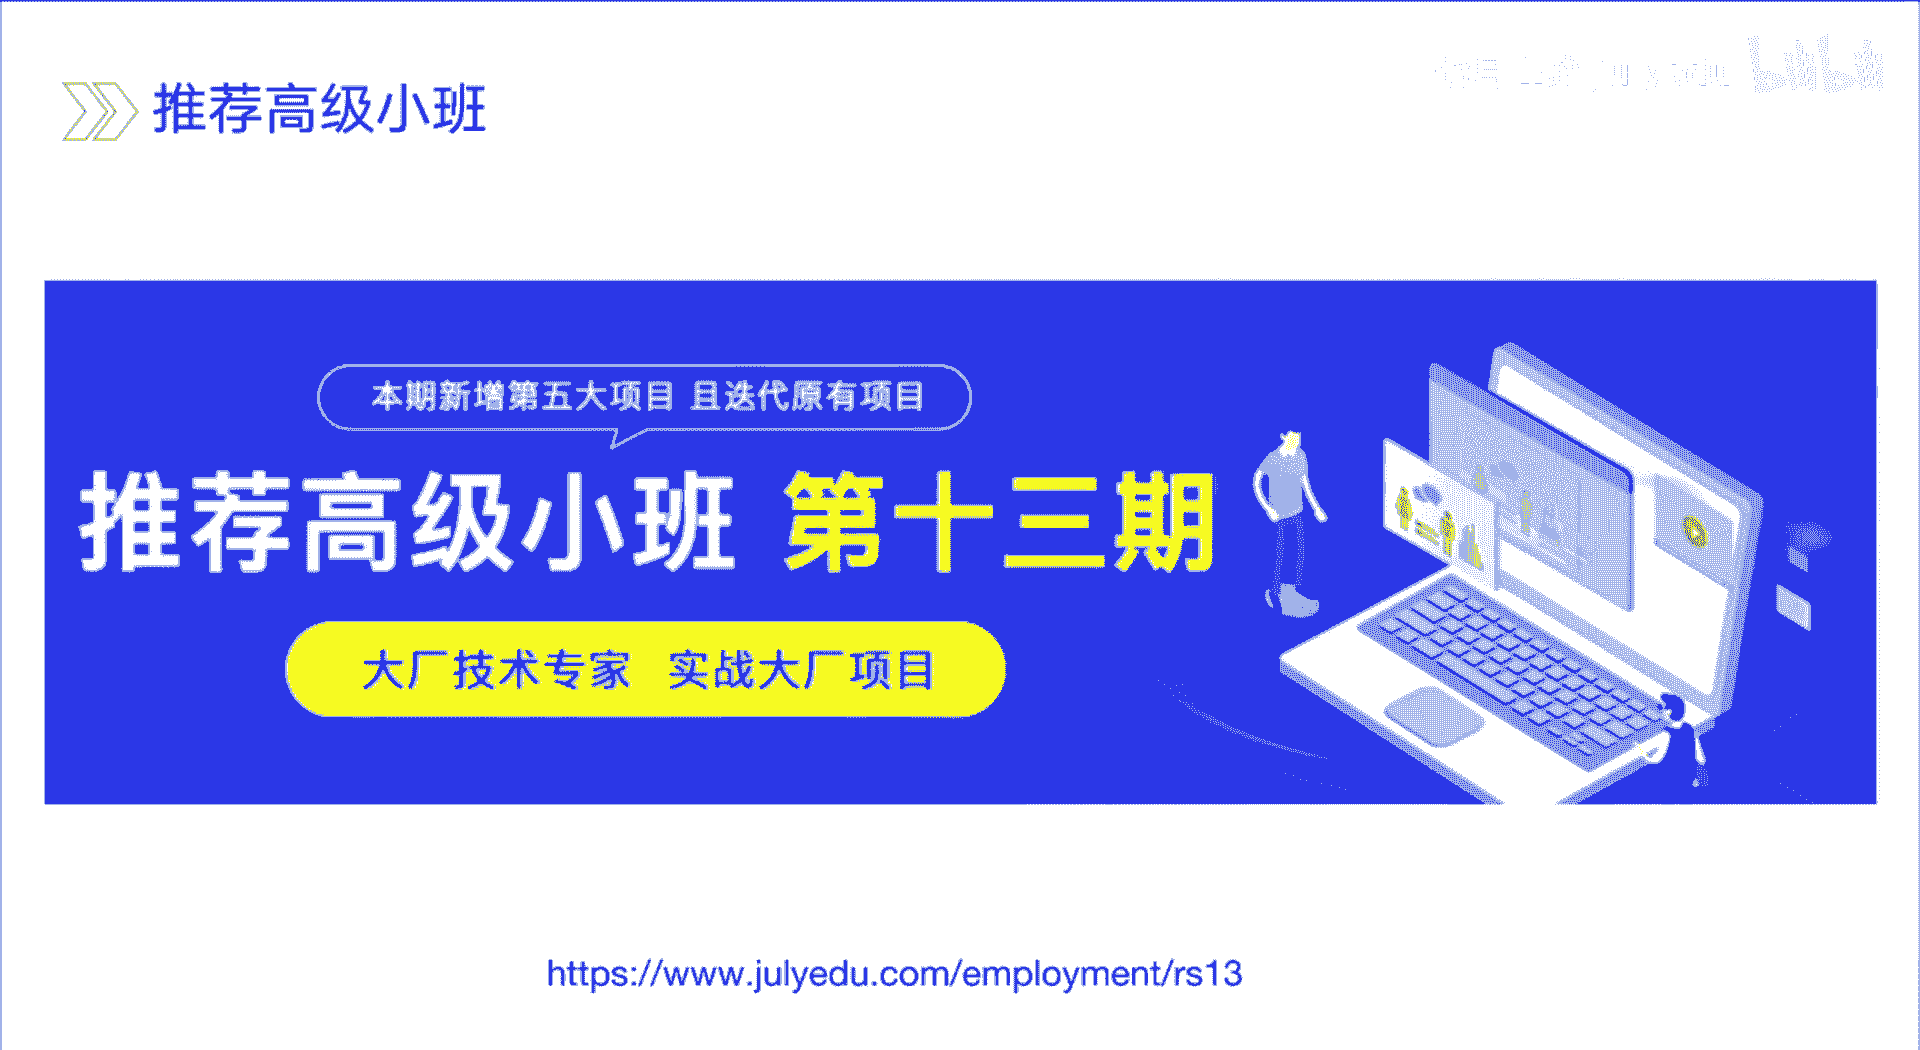 推荐高级小班
本期新增第五大项目 且迭代原有项目
推荐高级小班 第十三期
大厂技术专家 实战大厂项目
https://www.julyedu.com/employment/rs13